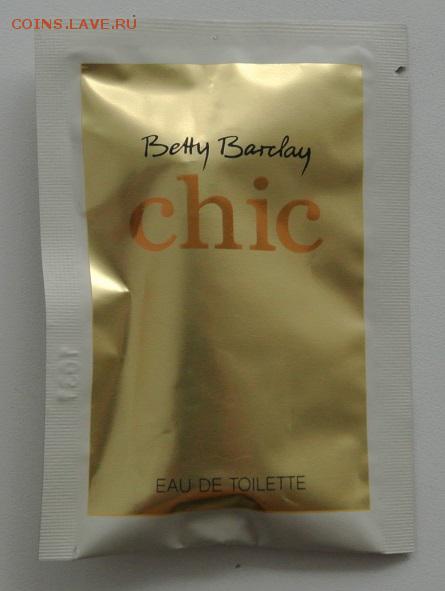 COINS.LAVE.RU
Betty Barclay
chic
EAU DE TOILETTE